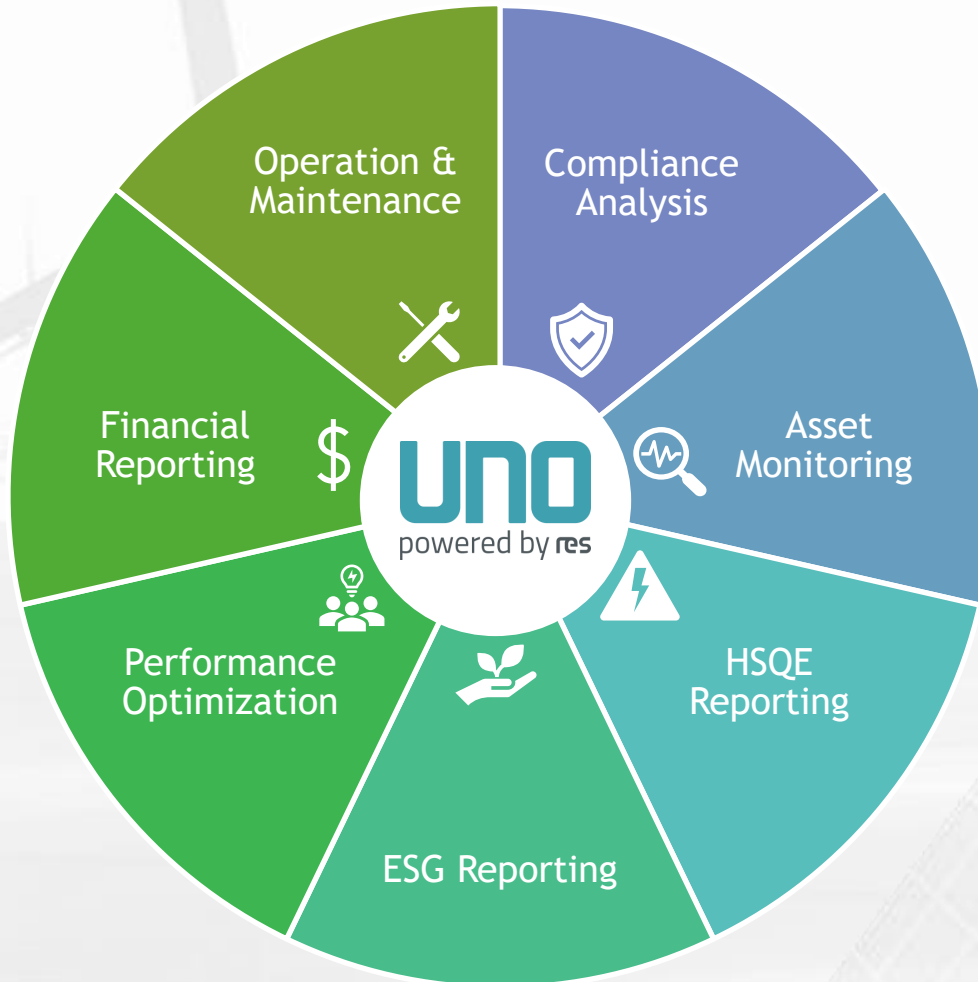 Operation &
Maintenance
Compliance
Analysis
Financial
Reporting
$
Asset
Monitoring
uno
powered by res
Performance
Optimization
HSQE
Reporting
ESG Reporting